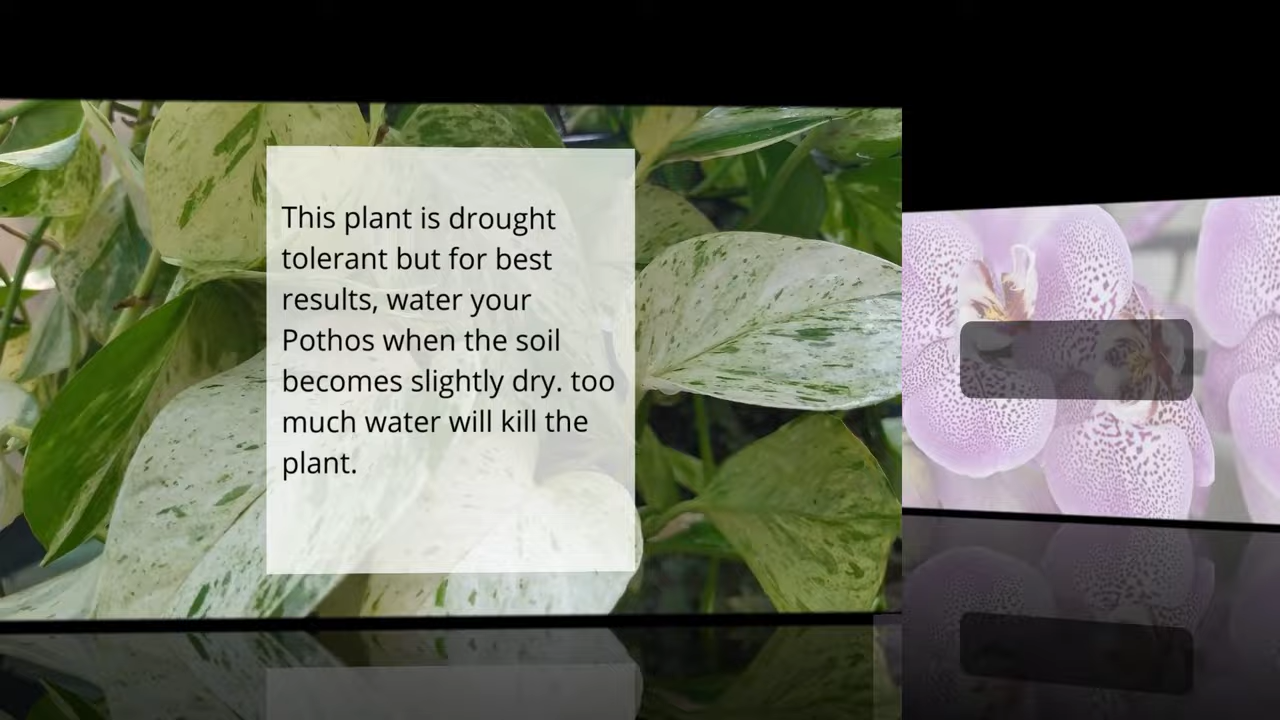 This plant is drought
tolerant but for best
results, water your
Pothos when the soil
becomes slightly dry. too
much water will kill the
plant.